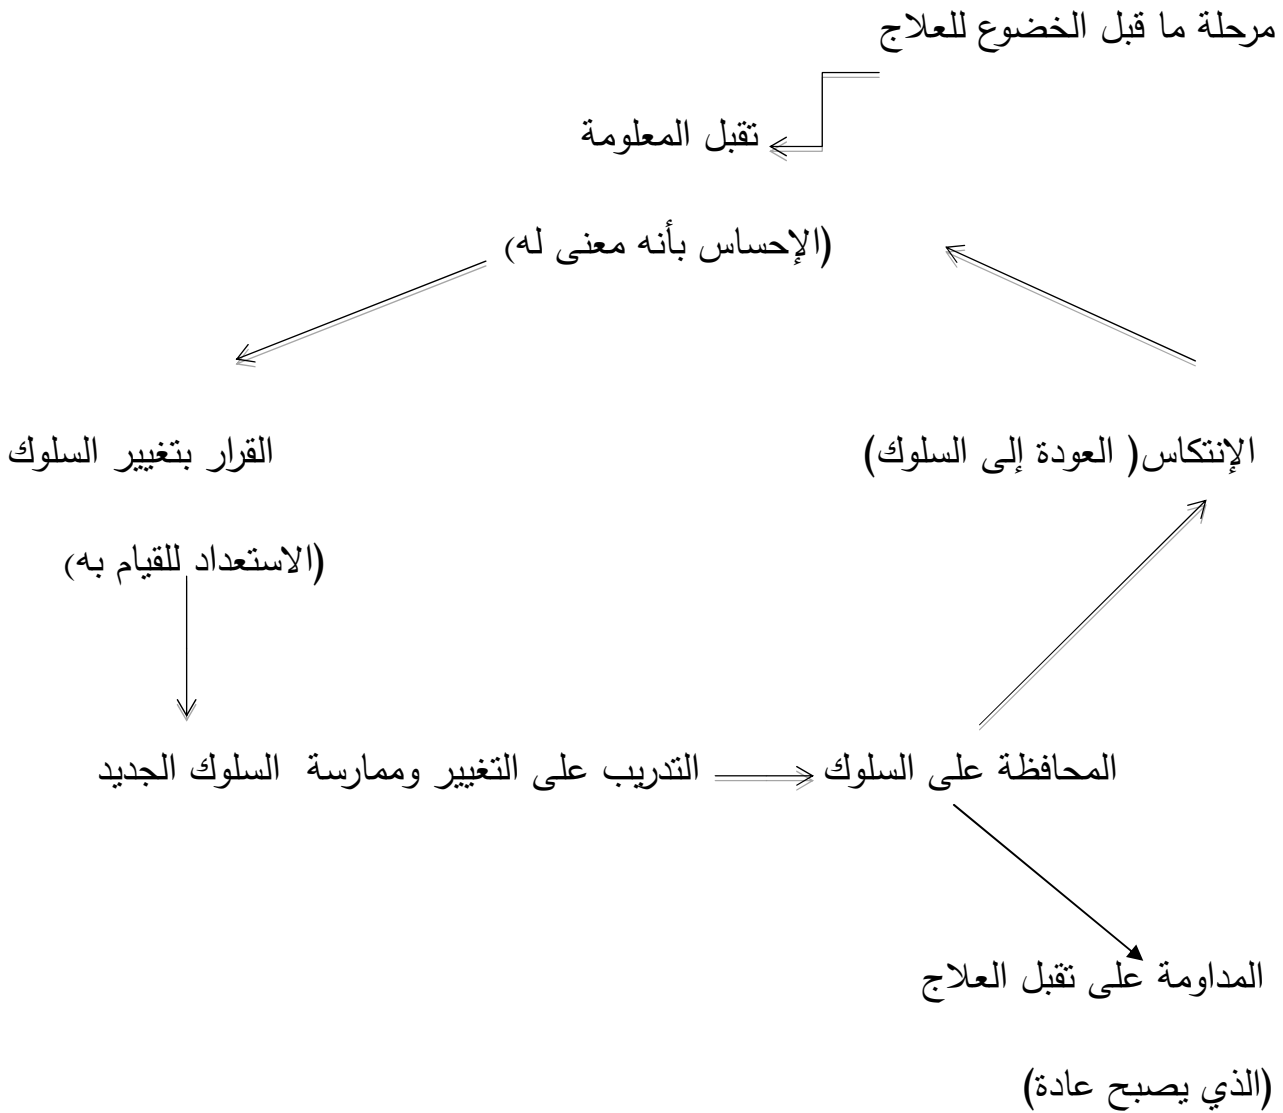 مرحلة ما قبل الخضوع للعلاج
تقبل المعلومة
(الإحساس بأنه معنى له)
الإنتكاس( العودة إلى السلوك)
القرار بتغيير السلوك
(الاستعداد للقيام به)
التدريب على التغيير وممارسة السلوك الجديد
المحافظة على السلوك
المداومة على تقبل العلاج
(الذي يصبح عادة)